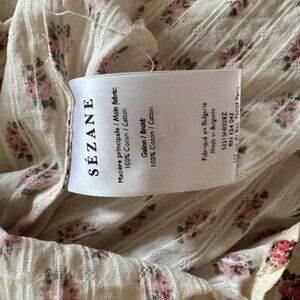 SÉZANE
Matière principale / Main fabric:
100% Coton / Cotton
Galon / Braid:
100% Coton / Cotton
Fabriqué en Bulgarie
Made in Bulgaria